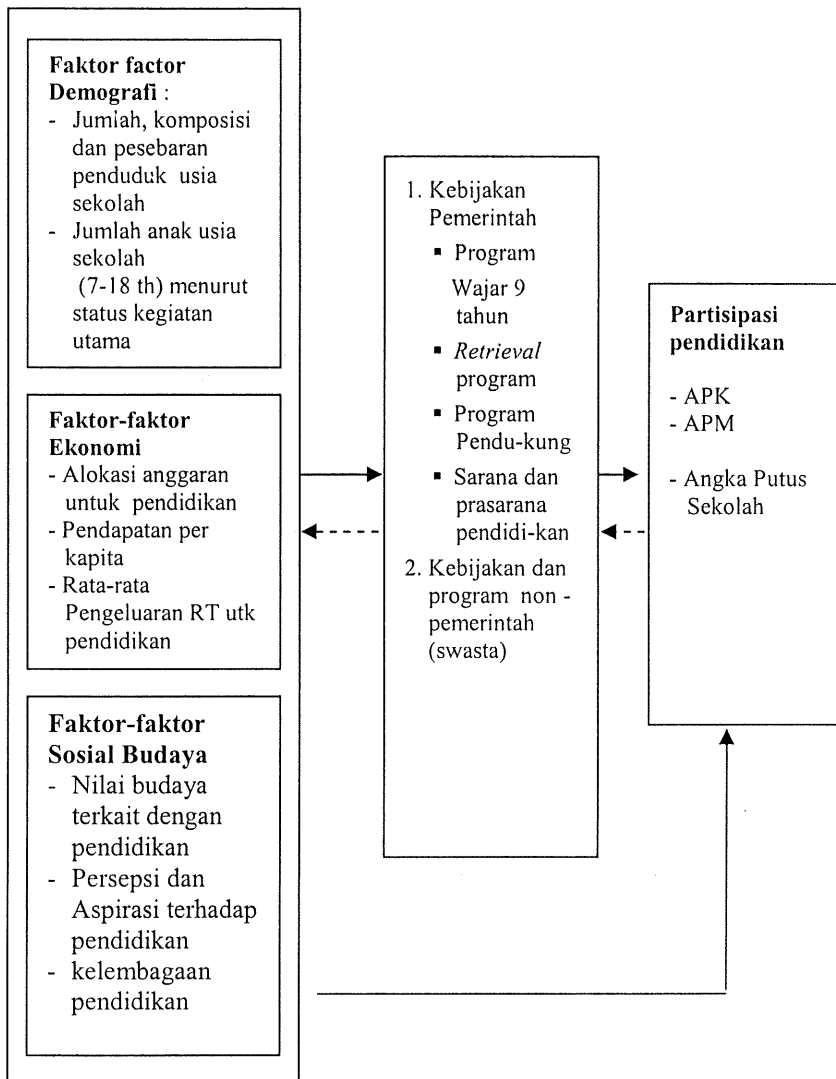 Faktor factor
Demografi :
- Jumlah, komposisi
dan pesebaran
penduduk usia
sekolah
- Jumlah anak usia
sekolah
(7-18 th) menurut
status kegiatan
utama
Faktor-faktor
Ekonomi
- Alokasi anggaran
untuk pendidikan
- Pendapatan per
kapita
- Rata-rata
Pengeluaran RT utk
pendidikan
Faktor-faktor
Sosial Budaya
- Nilai budaya
terkait dengan
pendidikan
- Persepsi dan
Aspirasi terhadap
pendidikan
- kelembagaan
pendidikan
1. Kebijakan
Pemerintah
▪ Program
Wajar 9
tahun
▪ Retrieval
program
▪ Program
Pendu-kung
▪ Sarana dan
prasarana
pendidi-kan
2. Kebijakan dan
program non -
pemerintah
(swasta)
Partisipasi
pendidikan
- APK
- APM
- Angka Putus
Sekolah